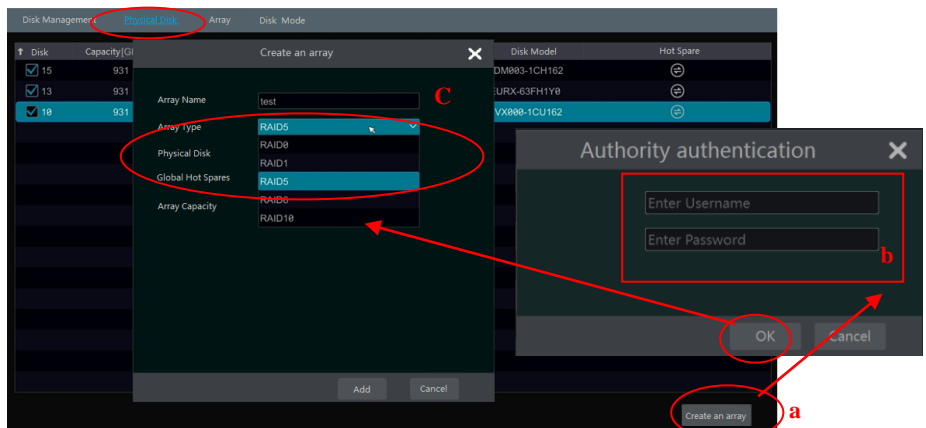 Disk Management Physical Disk Array Disk Mode
Disk Capacity[G Create an array Disk Model Hot Spare
15 931 DM003-1CH162
13 931 EURX-63FH1Y0
10 931 VX000-1CU162
Array Name test C
Array Type RAID5
RAID0
Physical Disk
RAID1
Global Hot Spares
RAID5
Array Capacity
RAID6
RAID10
Add Cancel
Create an array a
Authority authentication
Enter Username
Enter Password
b
OK Cancel